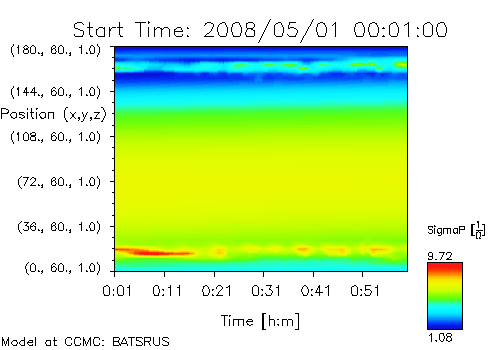 Start Time: 2008/05/01 00:01:00
(180., 60., 1.0)
(144., 60., 1.0)
Position (x,y,z)
(108., 60., 1.0)
(72., 60., 1.0)
(36., 60., 1.0)
(0., 60., 1.0)
0:01 0:11 0:21 0:31 0:41 0:51
Time [h:m]
SigmaP [1/Ω]
9.72
1.08
Model at CCMC: BATSRUS